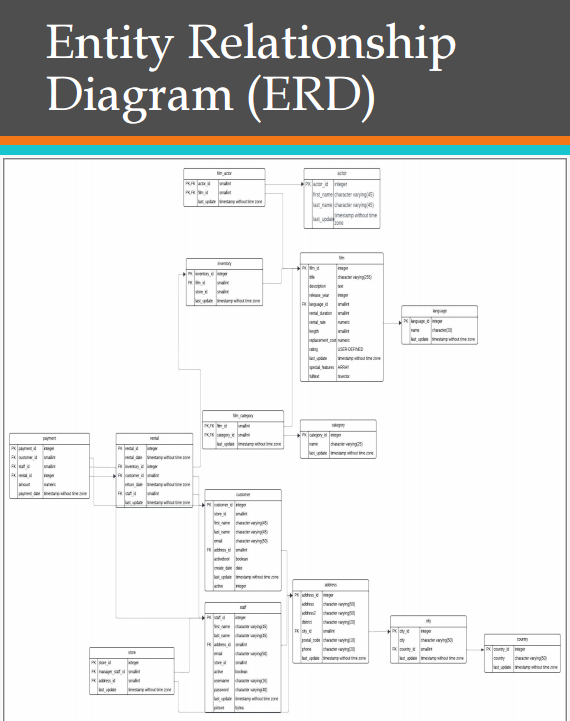 Entity Relationship
Diagram (ERD)
film_actor
PK,FK actor_id smallint
PK,FK film_id smallint
last_update timestamp without time zone
actor
PK actor_id integer
first_name character varying(45)
last_name character varying(45)
last_update timestamp without time
zone
inventory
PK inventory_id integer
FK film_id smallint
store_id smallint
last_update timestamp without time zone
film
PK film_id integer
title character varying(255)
description text
release_year integer
FK language_id smallint
rental_duration smallint
rental_rate numeric
length smallint
replacement_cost numeric
rating USER-DEFINED
last_update timestamp without time zone
special_features ARRAY
fulltext tsvector
language
PK language_id integer
name character(20)
last_update timestamp without time zone
film_category
PK,FK film_id smallint
PK,FK category_id smallint
last_update timestamp without time zone
category
PK category_id integer
name character varying(25)
last_update timestamp without time zone
payment
PK payment_id integer
FK customer_id smallint
FK staff_id smallint
FK rental_id integer
amount numeric
payment_date timestamp without time zone
rental
PK rental_id integer
rental_date timestamp without time zone
FK inventory_id integer
FK customer_id smallint
return_date timestamp without time zone
FK staff_id smallint
last_update timestamp without time zone
customer
PK customer_id integer
store_id smallint
first_name character varying(45)
last_name character varying(45)
email character varying(50)
FK address_id smallint
activebool boolean
create_date date
last_update timestamp without time zone
active integer
address
PK address_id integer
address character varying(50)
address2 character varying(50)
district character varying(20)
FK city_id smallint
postal_code character varying(10)
phone character varying(20)
last_update timestamp without time zone
staff
PK staff_id integer
first_name character varying(45)
last_name character varying(45)
FK address_id smallint
email character varying(50)
store_id smallint
active boolean
username character varying(16)
password character varying(40)
last_update timestamp without time zone
picture bytea
city
PK city_id integer
city character varying(50)
FK country_id smallint
last_update timestamp without time zone
country
PK country_id integer
country character varying(50)
last_update timestamp without time zone
store
PK store_id integer
FK manager_staff_id smallint
FK address_id smallint
last_update timestamp without time zone